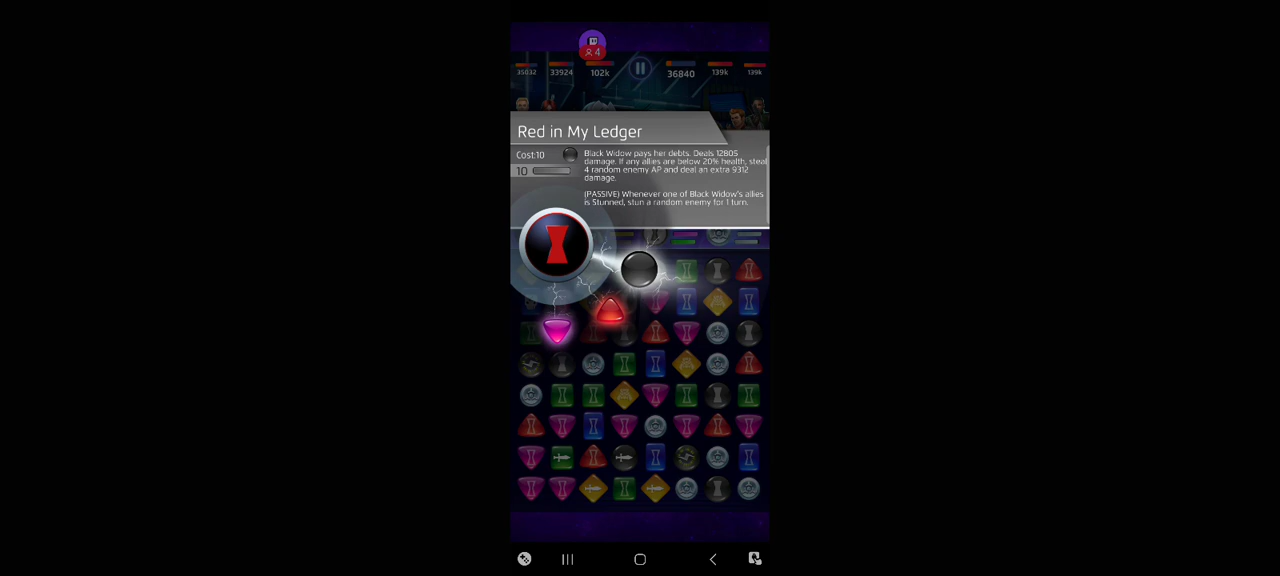 4
35032 33924 102k 36840 139k 139k
Red in My Ledger
Cost:10
10
Black Widow pays her debts. Deals 12805
damage. If any allies are below 20% health, steal
4 random enemy AP and deal an extra 9312
damage.
(PASSIVE) Whenever one of Black Widow's allies
is Stunned, stun a random enemy for 1 turn.